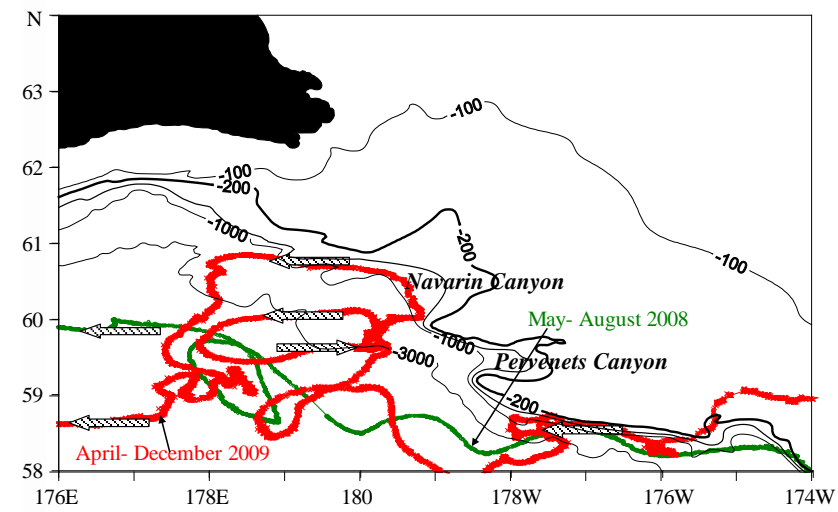 N
63
62
61
60
59
58
176E
178E
180
178W
176W
174W
-100
-100
-200
-1000
-200
-100
Navarin Canyon
May- August 2008
-1000
-3000
Pervenets Canyon
-200
April- December 2009